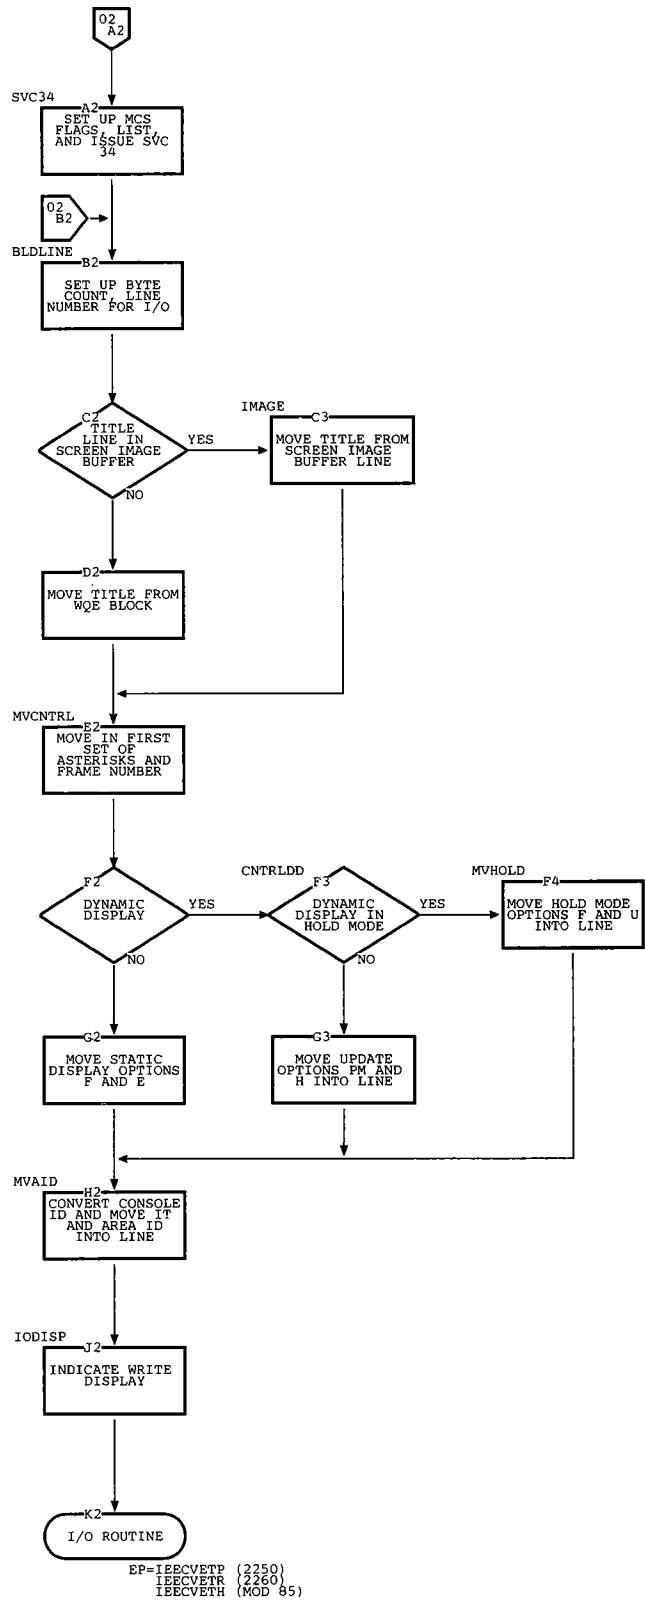 02
A2
SVC34
A2
SET UP MCS
FLAGS, LIST,
AND ISSUE SVC
34
02
B2
BLDLINE
B2
SET UP BYTE
COUNT, LINE
NUMBER FOR I/O
C2
TITLE
LINE IN
SCREEN IMAGE
BUFFER
YES
NO
IMAGE
C3
MOVE TITLE FROM
SCREEN IMAGE
BUFFER LINE
D2
MOVE TITLE FROM
WQE BLOCK
MVCNTRL
E2
MOVE IN FIRST
SET OF
ASTERISKS AND
FRAME NUMBER
F2
DYNAMIC
DISPLAY
YES
NO
CNTRLDD
F3
DYNAMIC
DISPLAY IN
HOLD MODE
YES
NO
MVHOLD
F4
MOVE HOLD MODE
OPTIONS F AND U
INTO LINE
G2
MOVE STATIC
DISPLAY OPTIONS
F AND E
G3
MOVE UPDATE
OPTIONS PM AND
H INTO LINE
MVAID
H2
CONVERT CONSOLE
ID AND MOVE IT
AND AREA ID
INTO LINE
IODISP
J2
INDICATE WRITE
DISPLAY
K2
I/O ROUTINE
EP=IEECVETP (2250)
IEECVETR (2260)
IEECVETH (MOD 85)